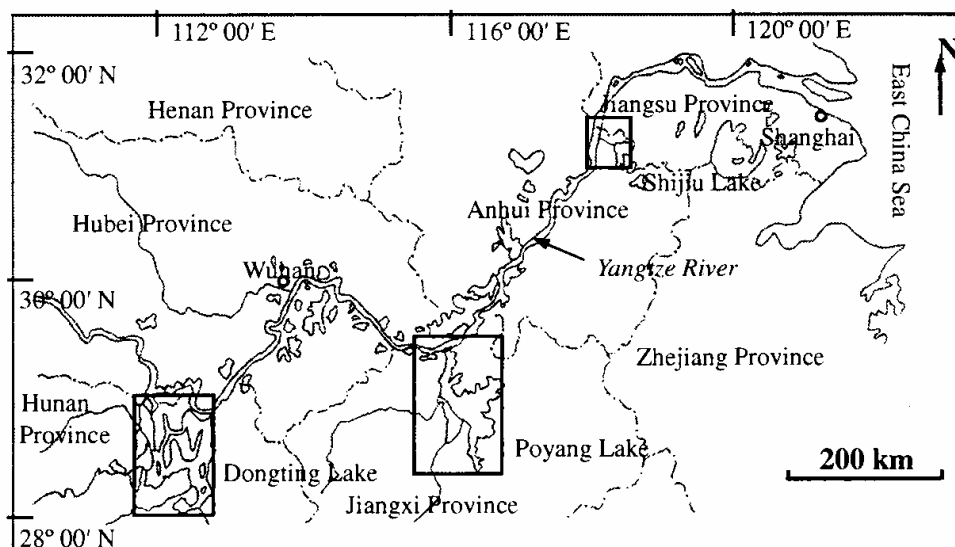 112° 00′ E
116° 00′ E
120° 00′ E
32° 00′ N
N
Henan Province
Jiangsu Province
East China Sea
Shanghai
Shijiu Lake
Anhui Province
Hubei Province
Wuhan
Yangtze River
30° 00′ N
Zhejiang Province
Hunan
Province
Poyang Lake
200 km
Dongting Lake
Jiangxi Province
28° 00′ N